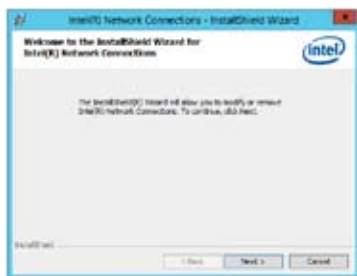 Intel(R) Network Connections - InstallShield Wizard
Welcome to the InstallShield Wizard for
Intel(R) Network Connections
intel
The InstallShield(R) Wizard will allow you to modify or remove
Intel(R) Network Connections. To continue, click Next.
InstallShield
< Back
Next >
Cancel